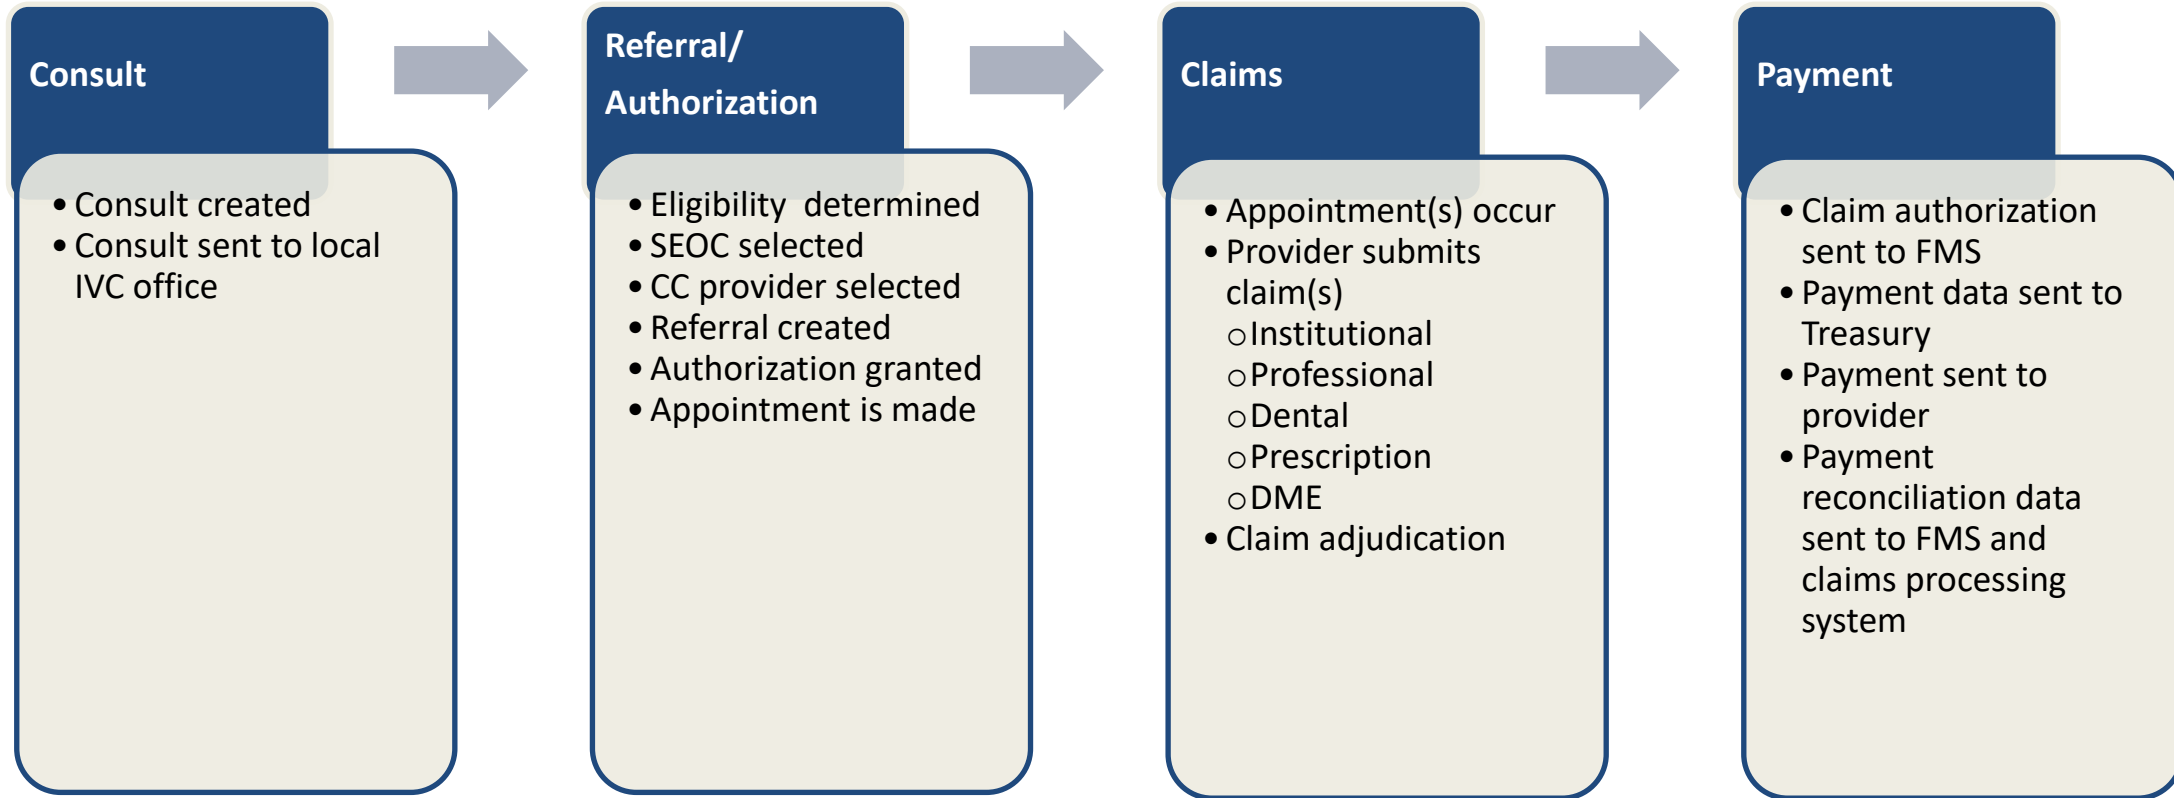 Consult
• Consult created
• Consult sent to local
IVC office
Referral/
Authorization
• Eligibility  determined
• SEOC selected
• CC provider selected
• Referral created
• Authorization granted
• Appointment is made
Claims
• Appointment(s) occur
• Provider submits
claim(s)
o Institutional
o Professional
o Dental
o Prescription
o DME
• Claim adjudication
Payment
• Claim authorization
sent to FMS
• Payment data sent to
Treasury
• Payment sent to
provider
• Payment
reconciliation data
sent to FMS and
claims processing
system